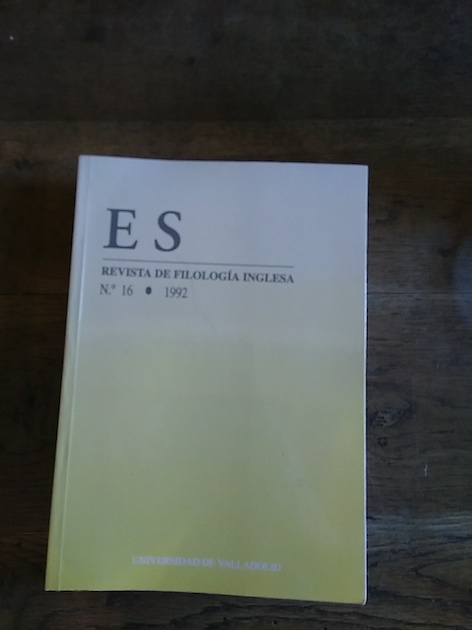 E S
REVISTA DE FILOLOGÍA INGLESA
N.º 16 • 1992
UNIVERSIDAD DE VALLADOLID